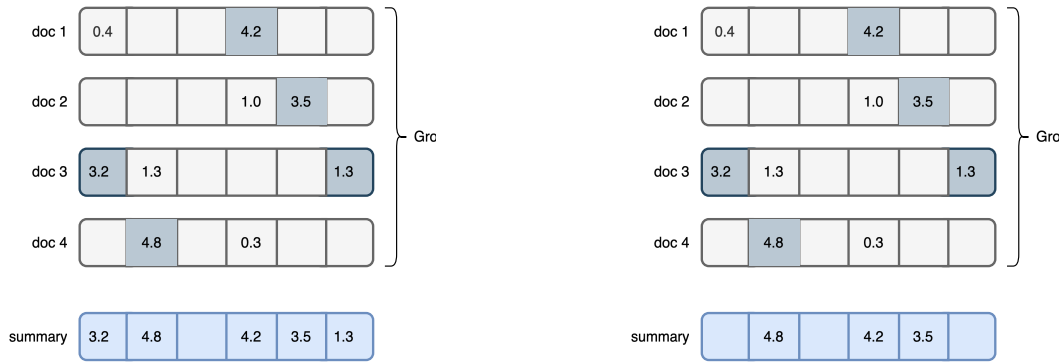 doc 1 0.4 4.2
doc 2 1.0 3.5
Gro
doc 3 3.2 1.3 1.3
doc 4 4.8 0.3
summary 3.2 4.8 4.2 3.5 1.3
doc 1 0.4 4.2
doc 2 1.0 3.5
Gro
doc 3 3.2 1.3 1.3
doc 4 4.8 0.3
summary 4.8 4.2 3.5